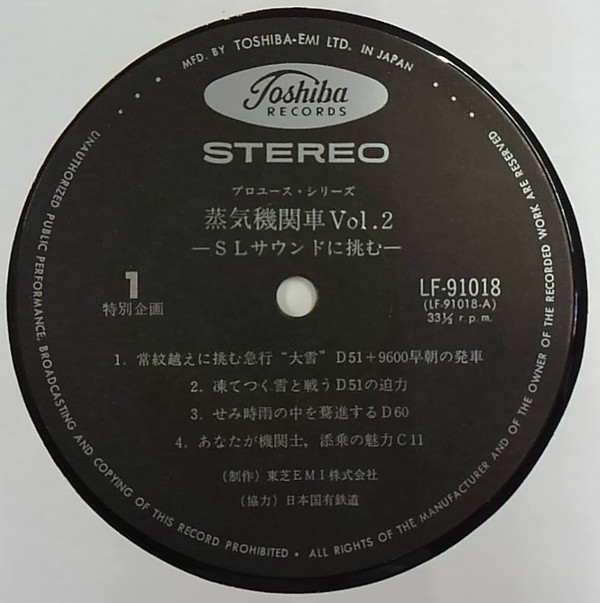 MFD. BY TOSHIBA-EMI LTD. IN JAPAN
Toshiba
RECORDS
STEREO
プロユース・シリーズ
蒸気機関車Vol.2
—SLサウンドに挑む—
1
特別企画
LF-91018
(LF-91018-A)
33⅓ r.p.m.
1. 常紋越えに挑む急行“大雪”D51+9600早朝の発車
2. 凍てつく雪と戦うD51の迫力
3. せみ時雨の中を驀進するD60
4. あなたが機関士，添乗の魅力C11
(制作) 東芝EMI株式会社
(協力) 日本国有鉄道
UNAUTHORIZED PUBLIC PERFORMANCE, BROADCASTING AND COPYING OF THIS RECORD PROHIBITED • ALL RIGHTS OF THE MANUFACTURER AND OF THE OWNER OF THE RECORDED WORK ARE RESERVED